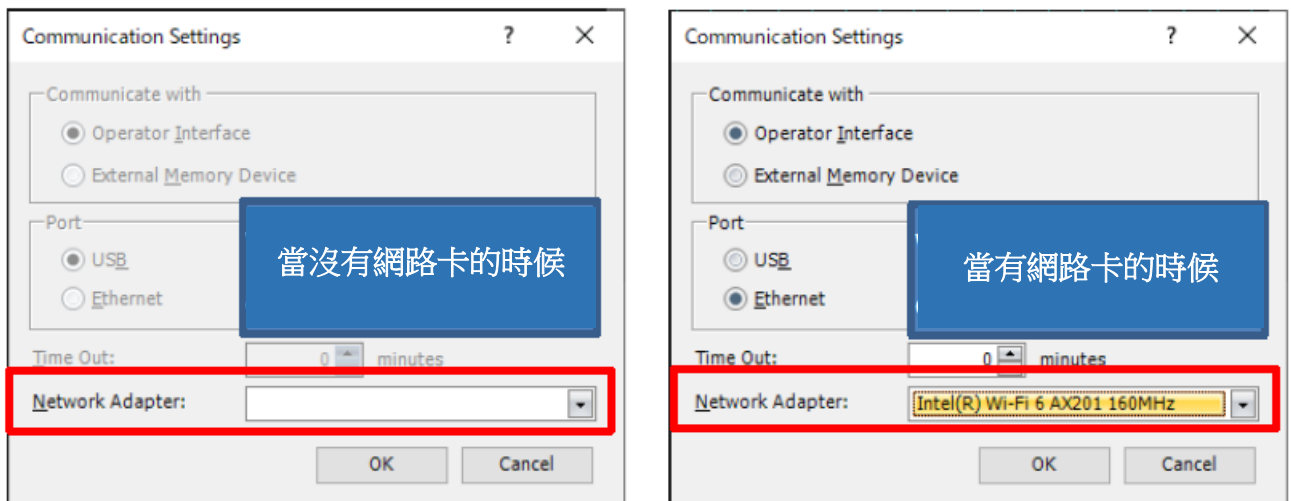 Communication Settings ? ×
Communicate with
Operator Interface
External Memory Device
Port
USB
Ethernet
當沒有網路卡的時候
Time Out: 0 minutes
Network Adapter:
OK Cancel
Communication Settings ? ×
Communicate with
Operator Interface
External Memory Device
Port
USB
Ethernet
當有網路卡的時候
Time Out: 0 minutes
Network Adapter: Intel(R) Wi-Fi 6 AX201 160MHz
OK Cancel